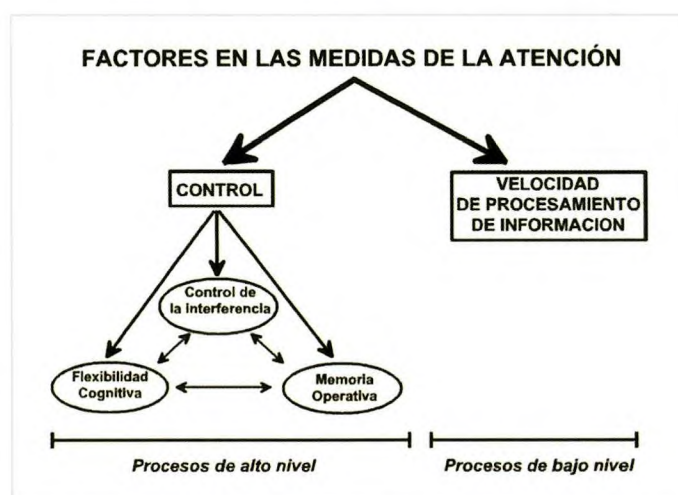 FACTORES EN LAS MEDIDAS DE LA ATENCIÓN
CONTROL
VELOCIDAD
DE PROCESAMIENTO
DE INFORMACION
Control de
la interferencia
Flexibilidad
Cognitiva
Memoria
Operativa
Procesos de alto nivel
Procesos de bajo nivel